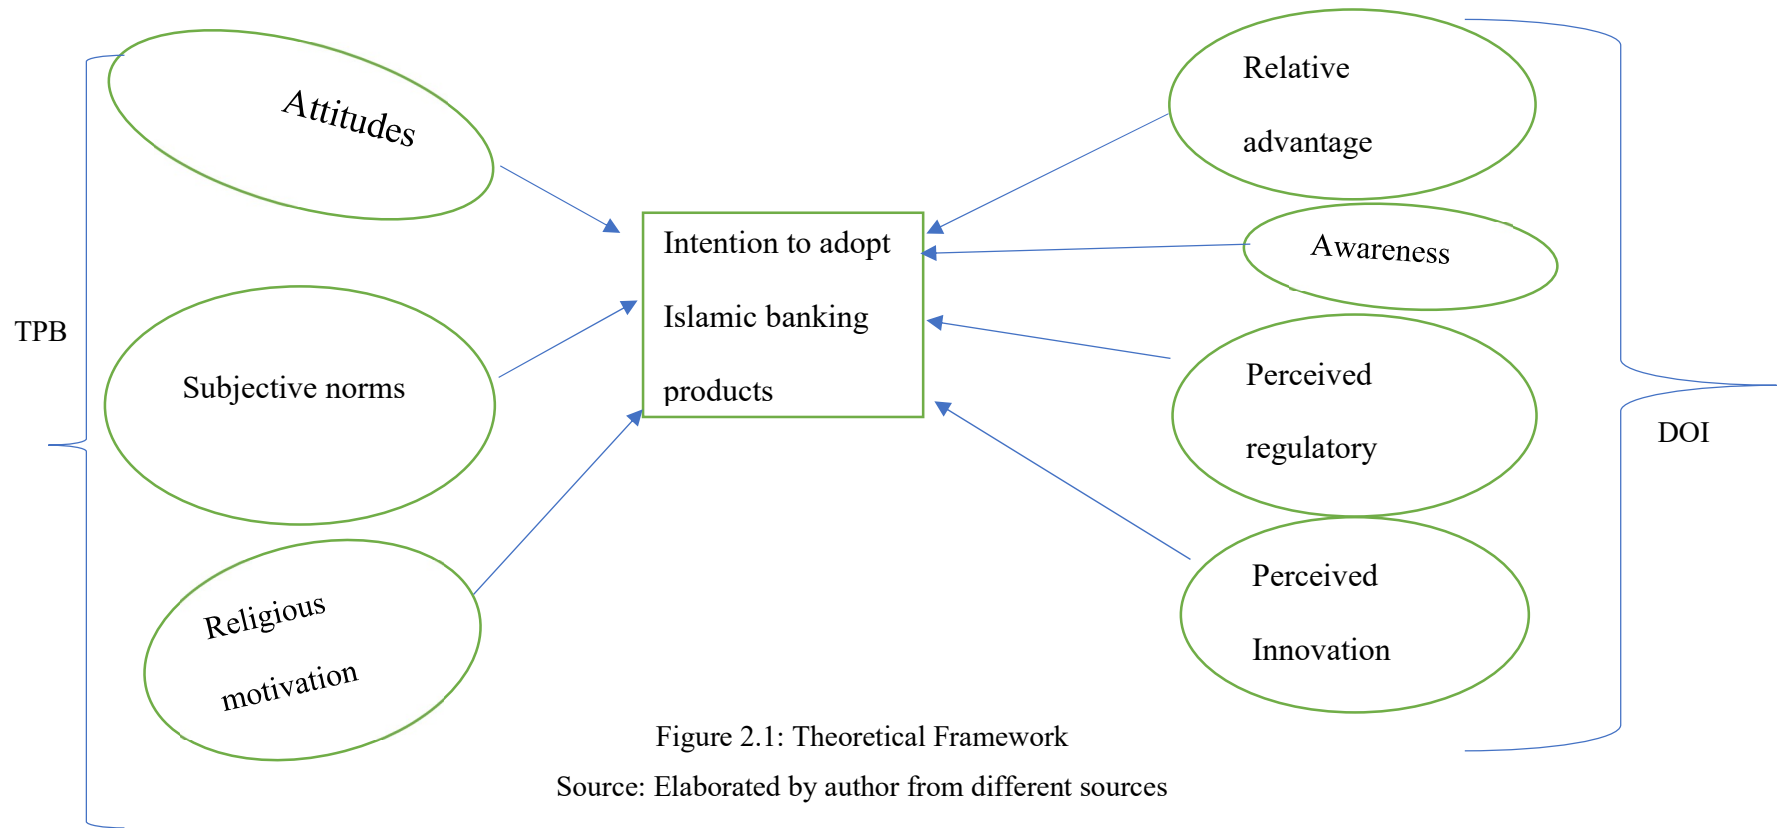 TPB
Attitudes
Subjective norms
Religious
motivation
Intention to adopt
Islamic banking
products
Relative
advantage
Awareness
Perceived
regulatory
Perceived
Innovation
DOI
Figure 2.1: Theoretical Framework
Source: Elaborated by author from different sources